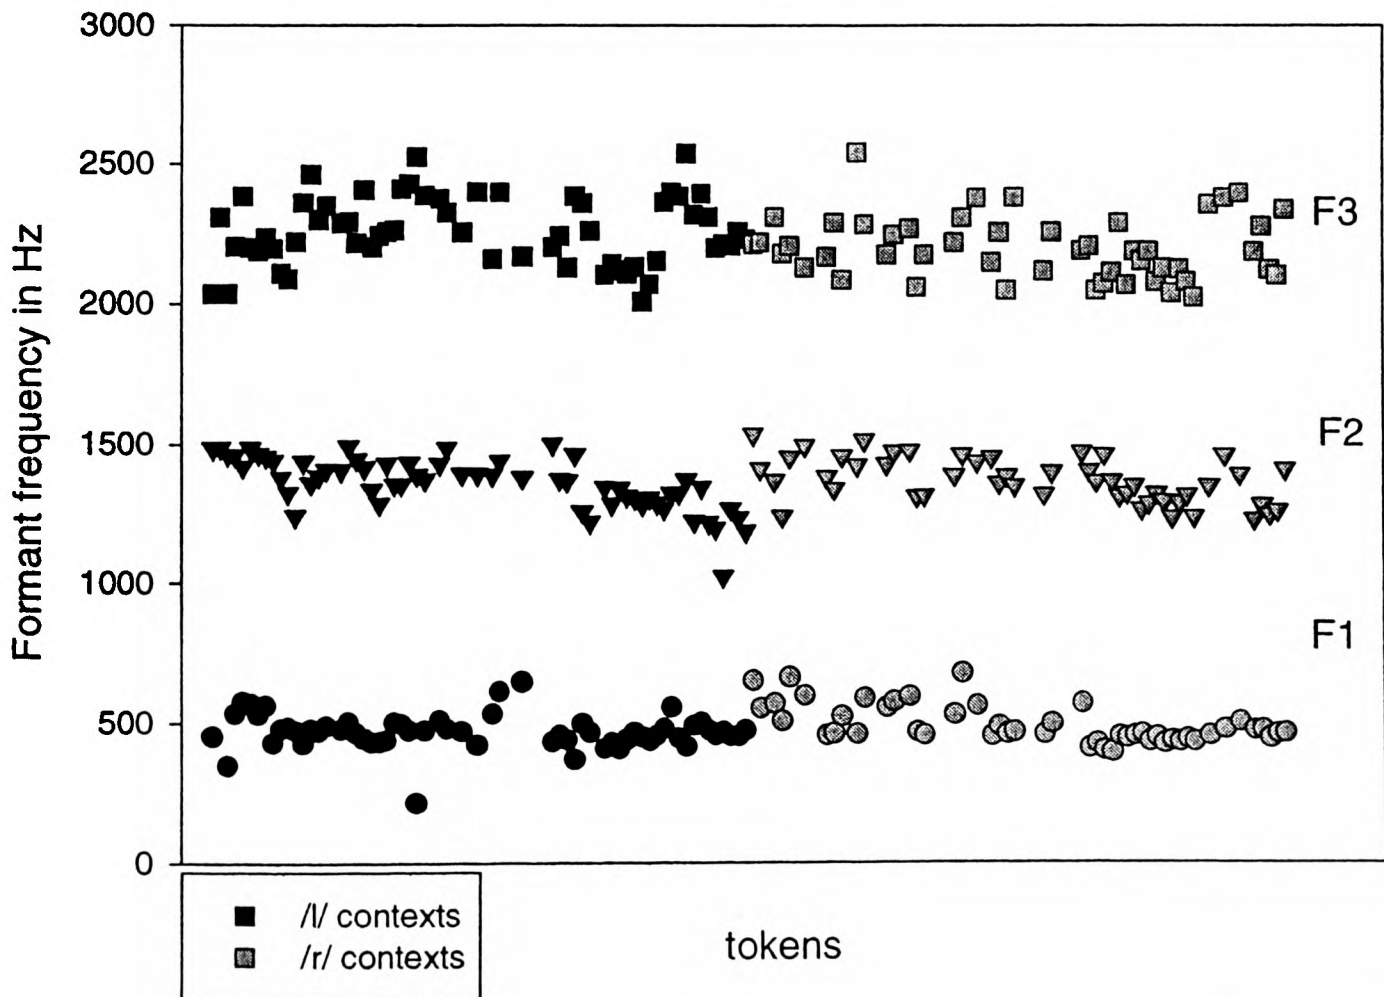 3000
2500
2000
1500
1000
500
0
Formant frequency in Hz
F3
F2
F1
/l/ contexts
/r/ contexts
tokens